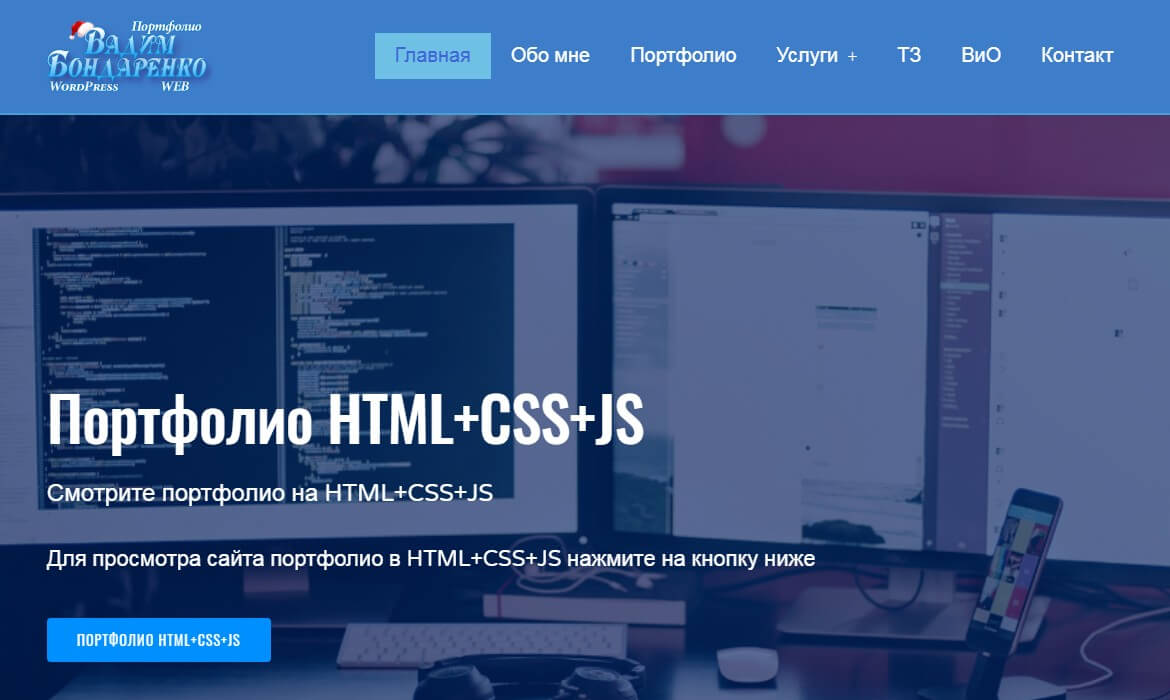 Портфолио
Вадим
Бондаренко
WordPress WEB
Главная Обо мне Портфолио Услуги + ТЗ ВиО Контакт
Портфолио HTML+CSS+JS
Смотрите портфолио на HTML+CSS+JS
Для просмотра сайта портфолио в HTML+CSS+JS нажмите на кнопку ниже
ПОРТФОЛИО HTML+CSS+JS